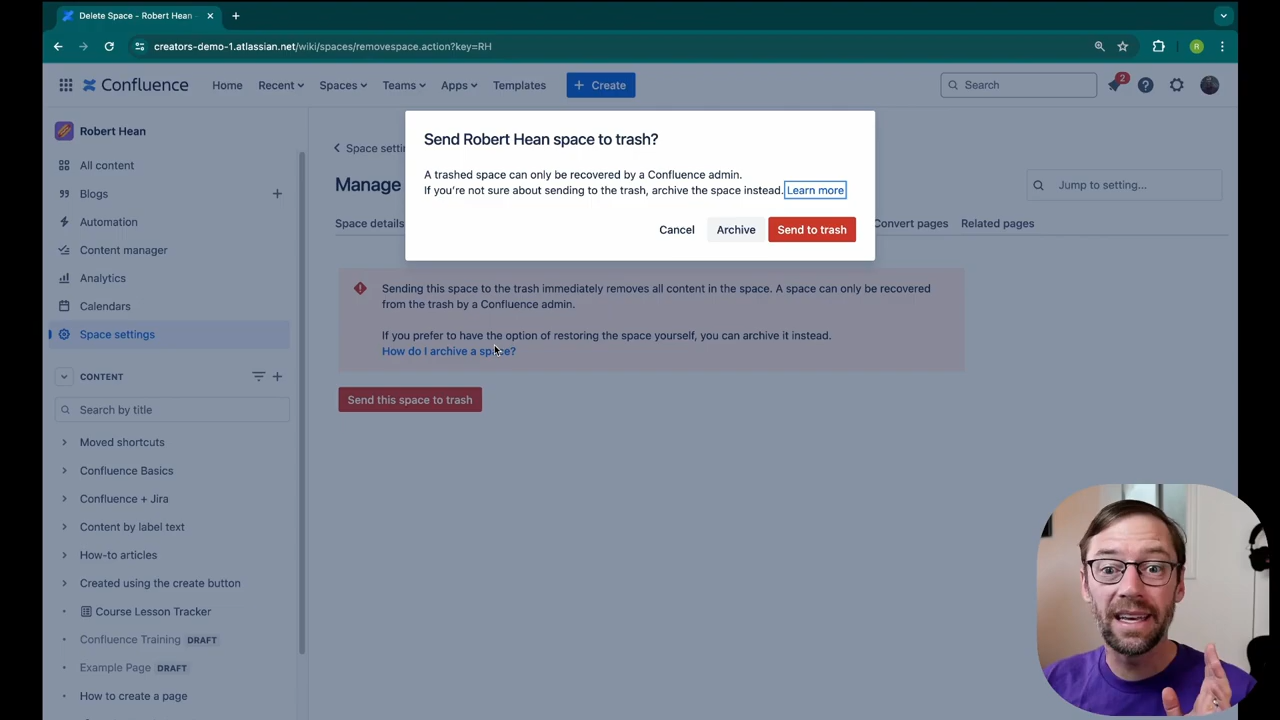 Delete Space - Robert Hean
creators-demo-1.atlassian.net/wiki/spaces/removespace.action?key=RH
R
Confluence
Home
Recent
Spaces
Teams
Apps
Templates
+ Create
Search
2
Robert Hean
All content
Blogs
Automation
Content manager
Analytics
Calendars
Space settings
CONTENT
Search by title
Moved shortcuts
Confluence Basics
Confluence + Jira
Content by label text
How-to articles
Created using the create button
Course Lesson Tracker
Confluence Training DRAFT
Example Page DRAFT
How to create a page
Manage
Jump to setting...
Space details
Convert pages
Related pages
Send Robert Hean space to trash?
A trashed space can only be recovered by a Confluence admin.
If you're not sure about sending to the trash, archive the space instead. Learn more
Cancel
Archive
Send to trash
Sending this space to the trash immediately removes all content in the space. A space can only be recovered
from the trash by a Confluence admin.
If you prefer to have the option of restoring the space yourself, you can archive it instead.
How do I archive a space?
Send this space to trash